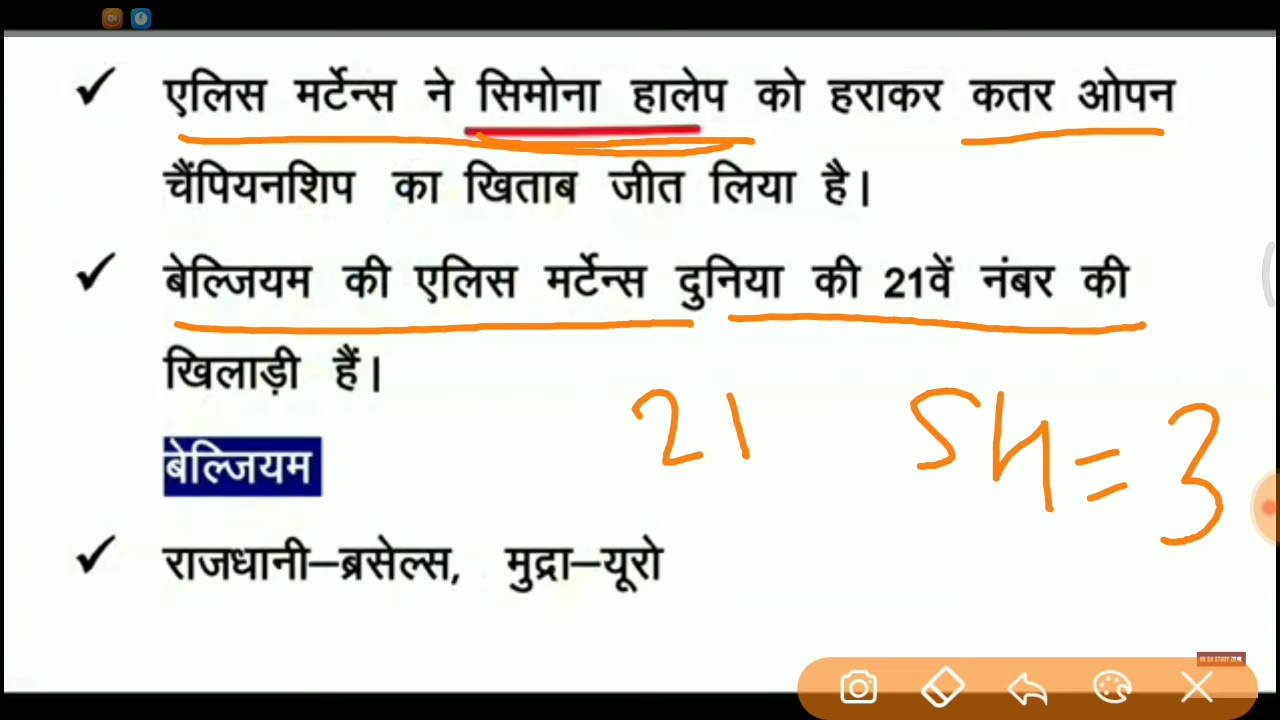 ✓ एलिस मर्टेन्स ने सिमोना हालेप को हराकर कतर ओपन
चैंपियनशिप का खिताब जीत लिया है।
✓ बेल्जियम की एलिस मर्टेन्स दुनिया की 21वें नंबर की
खिलाड़ी हैं।
21 SH = 3
बेल्जियम
✓ राजधानी–ब्रसेल्स, मुद्रा–यूरो